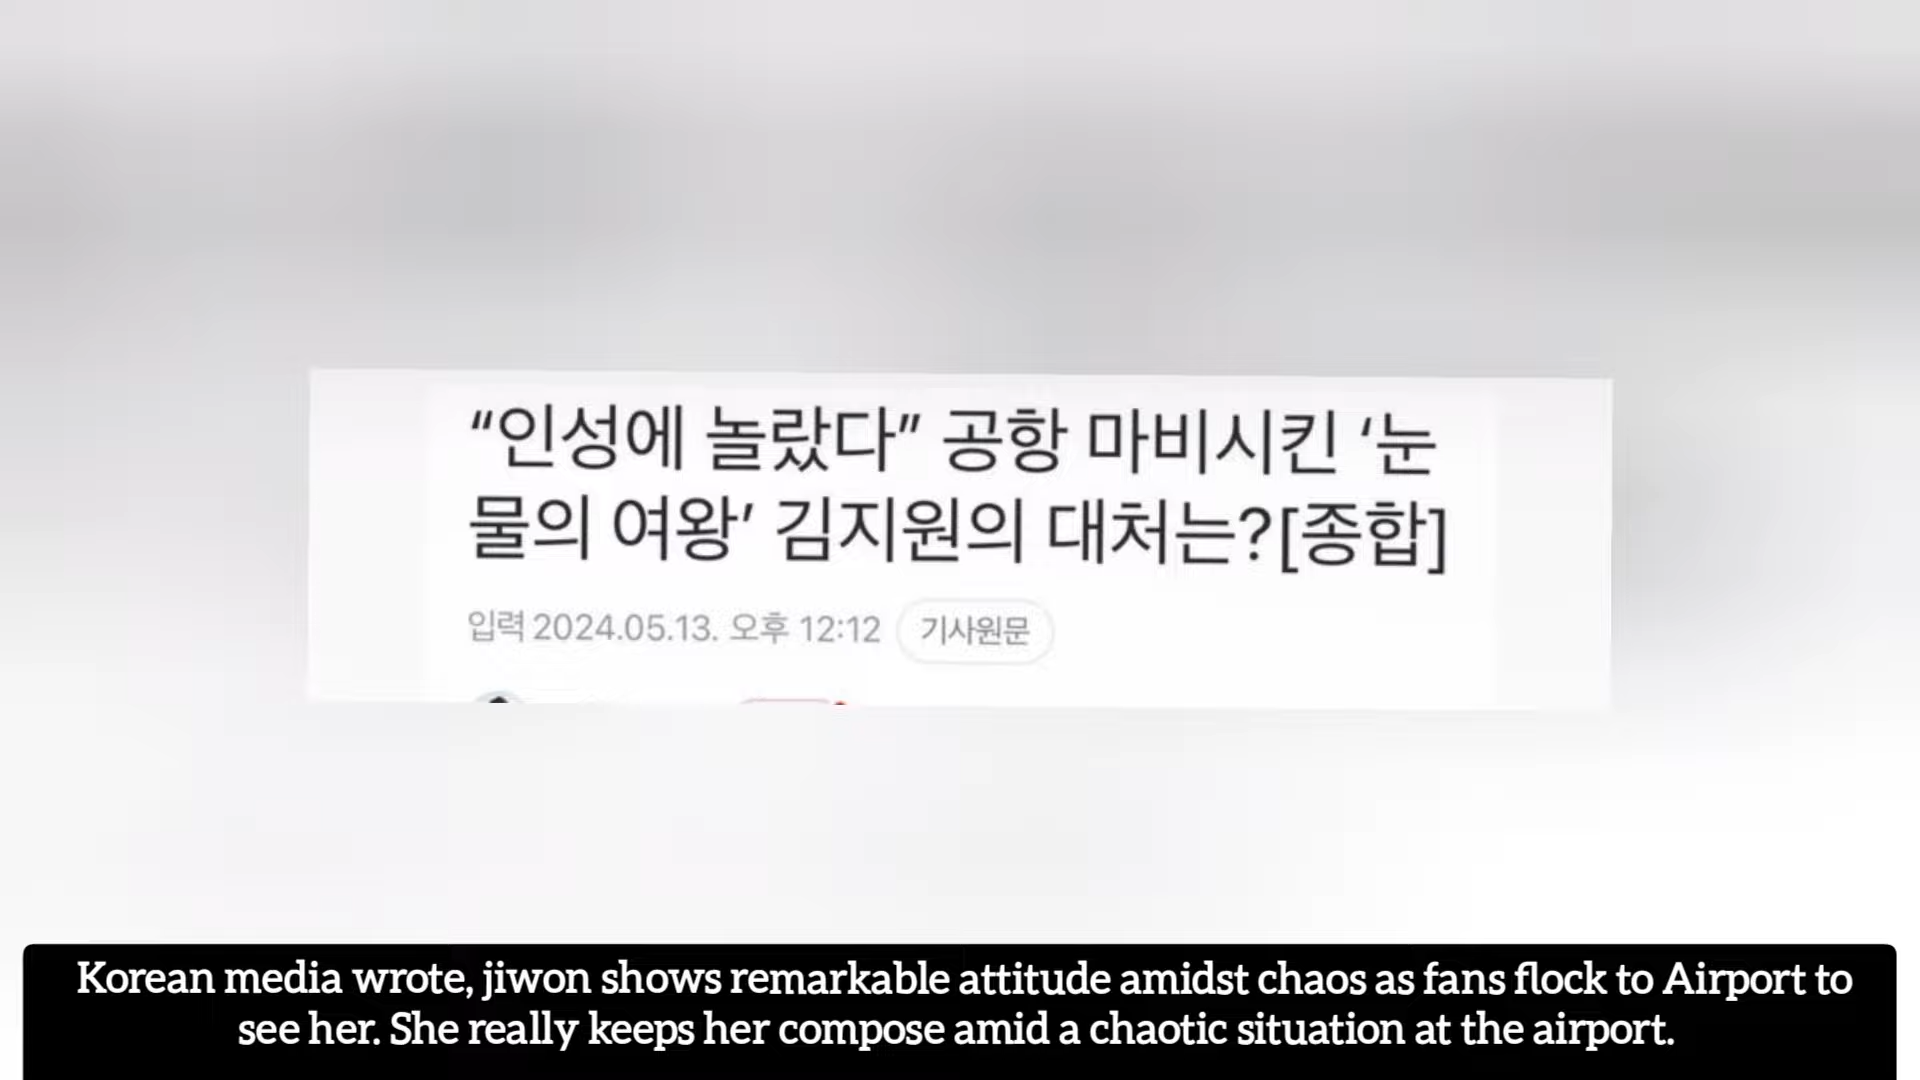 “인성에 놀랐다” 공항 마비시킨 ‘눈
물의 여왕’ 김지원의 대처는?[종합]
입력 2024.05.13. 오후 12:12 기사원문
Korean media wrote, jiwon shows remarkable attitude amidst chaos as fans flock to Airport to
see her. She really keeps her compose amid a chaotic situation at the airport.